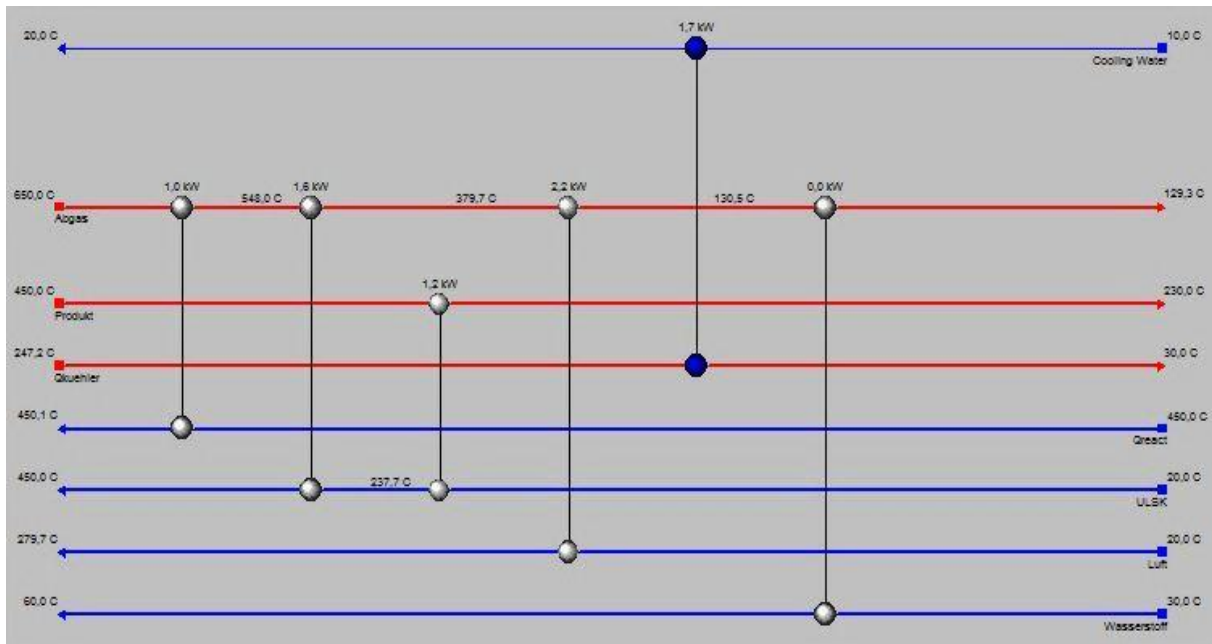 1,7 kW
20,0 C
10,0 C
Cooling Water
1,0 kW
1,6 kW
2,2 kW
0,0 kW
650,0 C
548,0 C
379,7 C
130,5 C
129,3 C
Abgas
1,2 kW
450,0 C
230,0 C
Produkt
247,2 C
30,0 C
Qkuehler
450,1 C
450,0 C
Qreact
450,0 C
237,7 C
20,0 C
ULSK
279,7 C
20,0 C
Luft
60,0 C
30,0 C
Wasserstoff